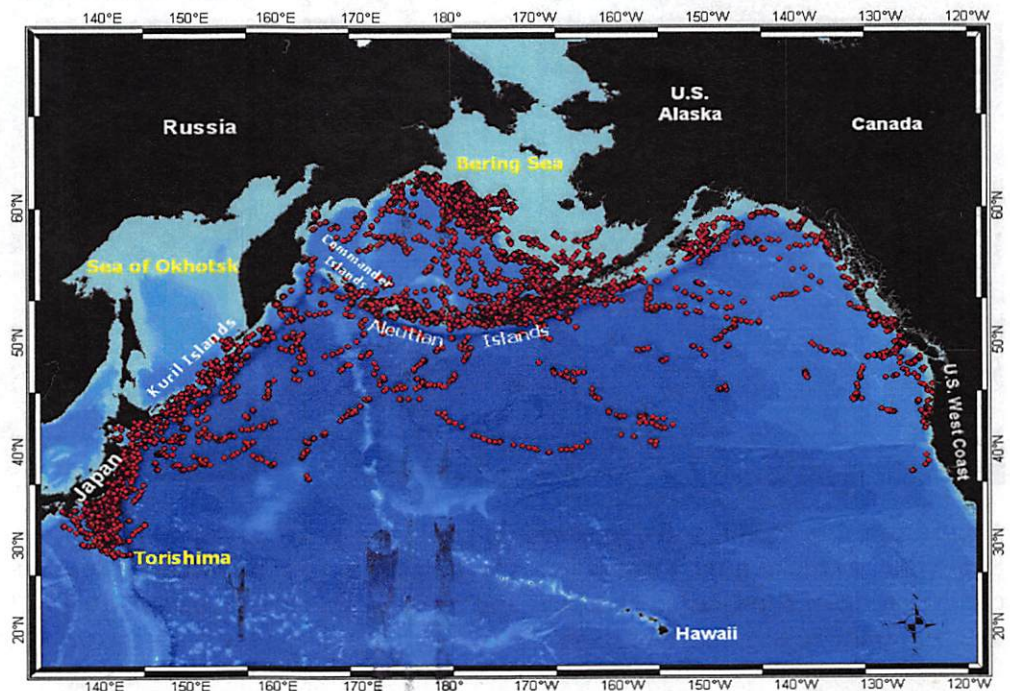 140°E 150°E 160°E 170°E 180° 170°W 160°W 150°W 140°W 130°W 120°W
U.S.
Alaska
Russia
Canada
Bering Sea
60°N
60°N
Commander
Islands
Sea of Okhotsk
Aleutian Islands
50°N
50°N
Kuril Islands
U.S. West Coast
40°N
40°N
Japan
30°N
30°N
Torishima
20°N
20°N
Hawaii
140°E 150°E 160°E 170°E 180° 170°W 160°W 150°W 140°W 130°W 120°W